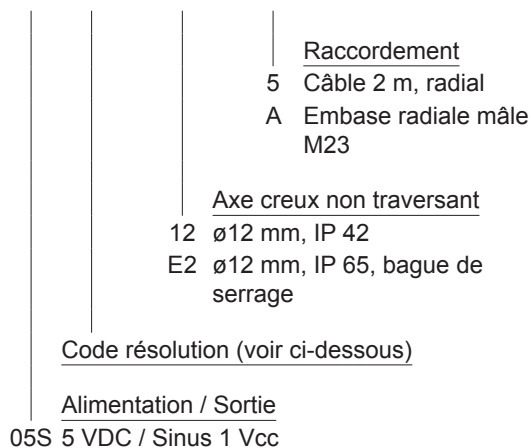 Raccordement
5 Câble 2 m, radial
A Embase radiale mâle
M23
Axe creux non traversant
12 ø12 mm, IP 42
E2 ø12 mm, IP 65, bague de
serrage
Code résolution (voir ci-dessous)
Alimentation / Sortie
05S 5 VDC / Sinus 1 Vcc